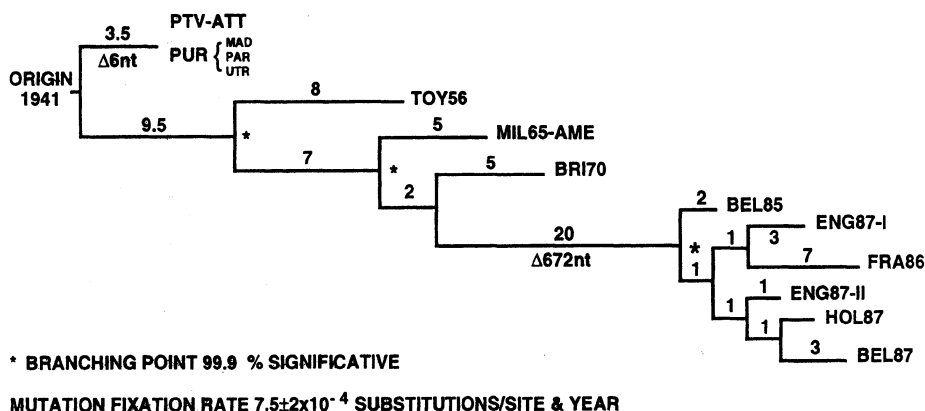 3.5
PTV-ATT
Δ6nt
PUR { MAD
PAR
UTR
ORIGIN
1941
8
TOY56
9.5
*
5
MIL65-AME
7
*
5
BRI70
2
2
BEL85
20
Δ672nt
*
1
1
ENG87-I
3
7
FRA86
1
1
ENG87-II
HOL87
1
3
BEL87
* BRANCHING POINT 99.9 % SIGNIFICATIVE
MUTATION FIXATION RATE 7.5±2x10⁻⁴ SUBSTITUTIONS/SITE & YEAR